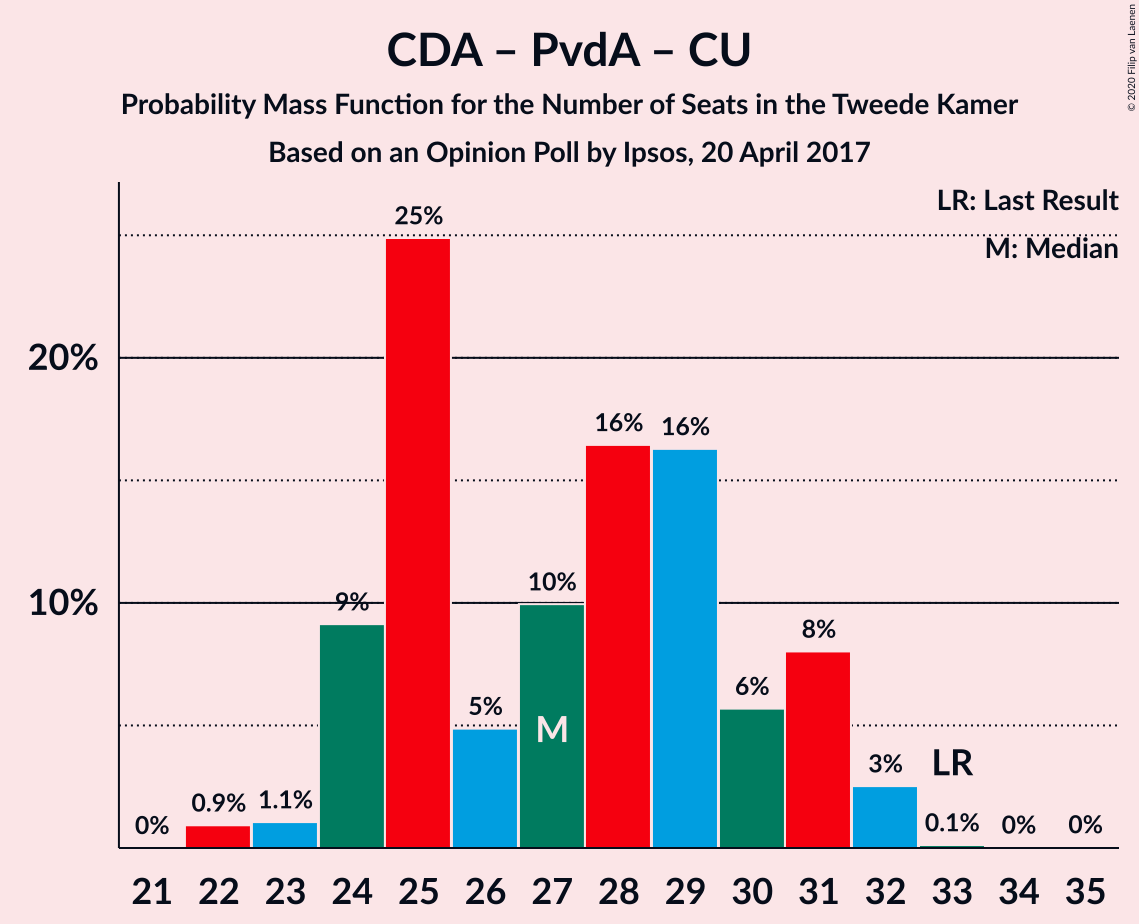 CDA – PvdA – CU
Probability Mass Function for the Number of Seats in the Tweede Kamer
Based on an Opinion Poll by Ipsos, 20 April 2017
© 2020 Filip van Laenen
LR: Last Result
M: Median
25%
20%
16% 16%
10%
9% 10%
8%
6%
5%
M
3% LR
0% 0.9% 1.1% 0.1% 0% 0%
21 22 23 24 25 26 27 28 29 30 31 32 33 34 35